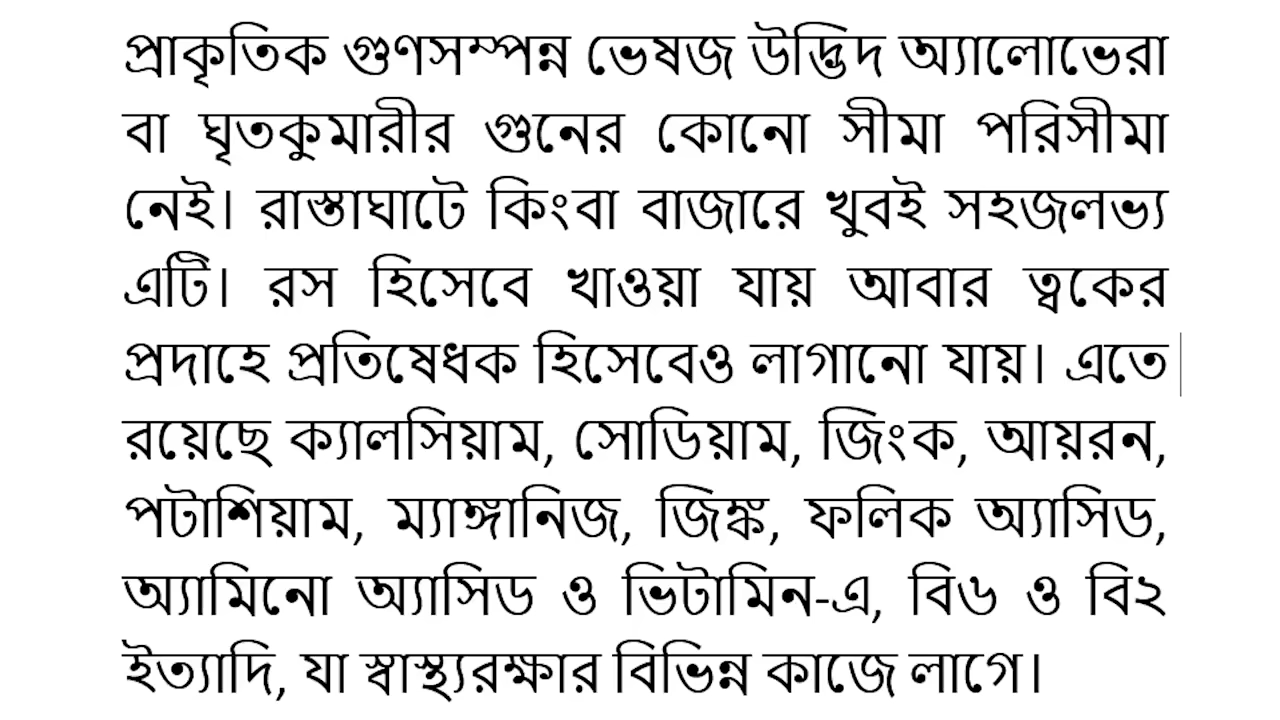 প্রাকৃতিক গুণসম্পন্ন ভেষজ উদ্ভিদ অ্যালোভেরা
বা ঘৃতকুমারীর গুনের কোনো সীমা পরিসীমা
নেই। রাস্তাঘাটে কিংবা বাজারে খুবই সহজলভ্য
এটি। রস হিসেবে খাওয়া যায় আবার ত্বকের
প্রদাহে প্রতিষেধক হিসেবেও লাগানো যায়। এতে
রয়েছে ক্যালসিয়াম, সোডিয়াম, জিংক, আয়রন,
পটাশিয়াম, ম্যাঙ্গানিজ, জিঙ্ক, ফলিক অ্যাসিড,
অ্যামিনো অ্যাসিড ও ভিটামিন-এ, বি৬ ও বি২
ইত্যাদি, যা স্বাস্থ্যরক্ষার বিভিন্ন কাজে লাগে।